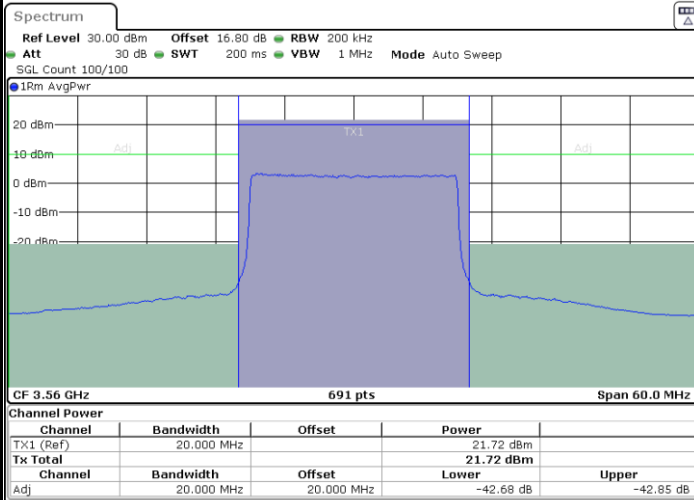 Spectrum
Ref Level 30.00 dBm Offset 16.80 dB RBW 200 kHz
Att 30 dB SWT 200 ms VBW 1 MHz Mode Auto Sweep
SGL Count 100/100
1Rm AvgPwr
20 dBm
TX1
Adj
Adj
10 dBm
0 dBm
-10 dBm
-20 dBm
CF 3.56 GHz 691 pts Span 60.0 MHz
Channel Power
Channel Bandwidth Offset Power
TX1 (Ref) 20.000 MHz 21.72 dBm
Tx Total 21.72 dBm
Channel Bandwidth Offset Lower Upper
Adj 20.000 MHz 20.000 MHz -42.68 dB -42.85 dB